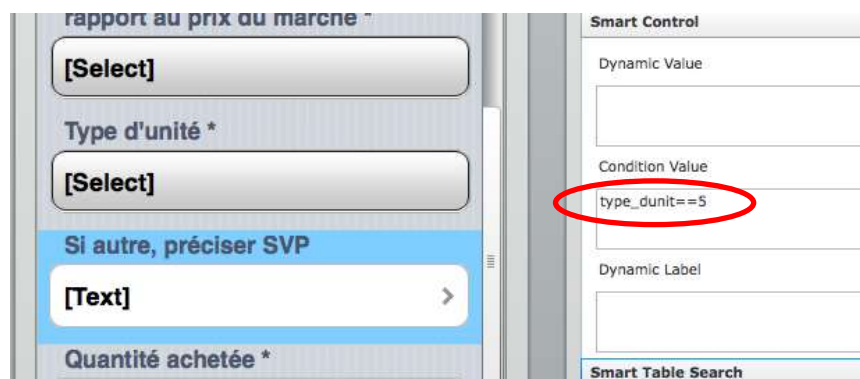 rapport au prix du marché *
[Select]
Type d'unité *
[Select]
Si autre, préciser SVP
[Text]
Quantité achetée *
Smart Control
Dynamic Value
Condition Value
type_dunit==5
Dynamic Label
Smart Table Search